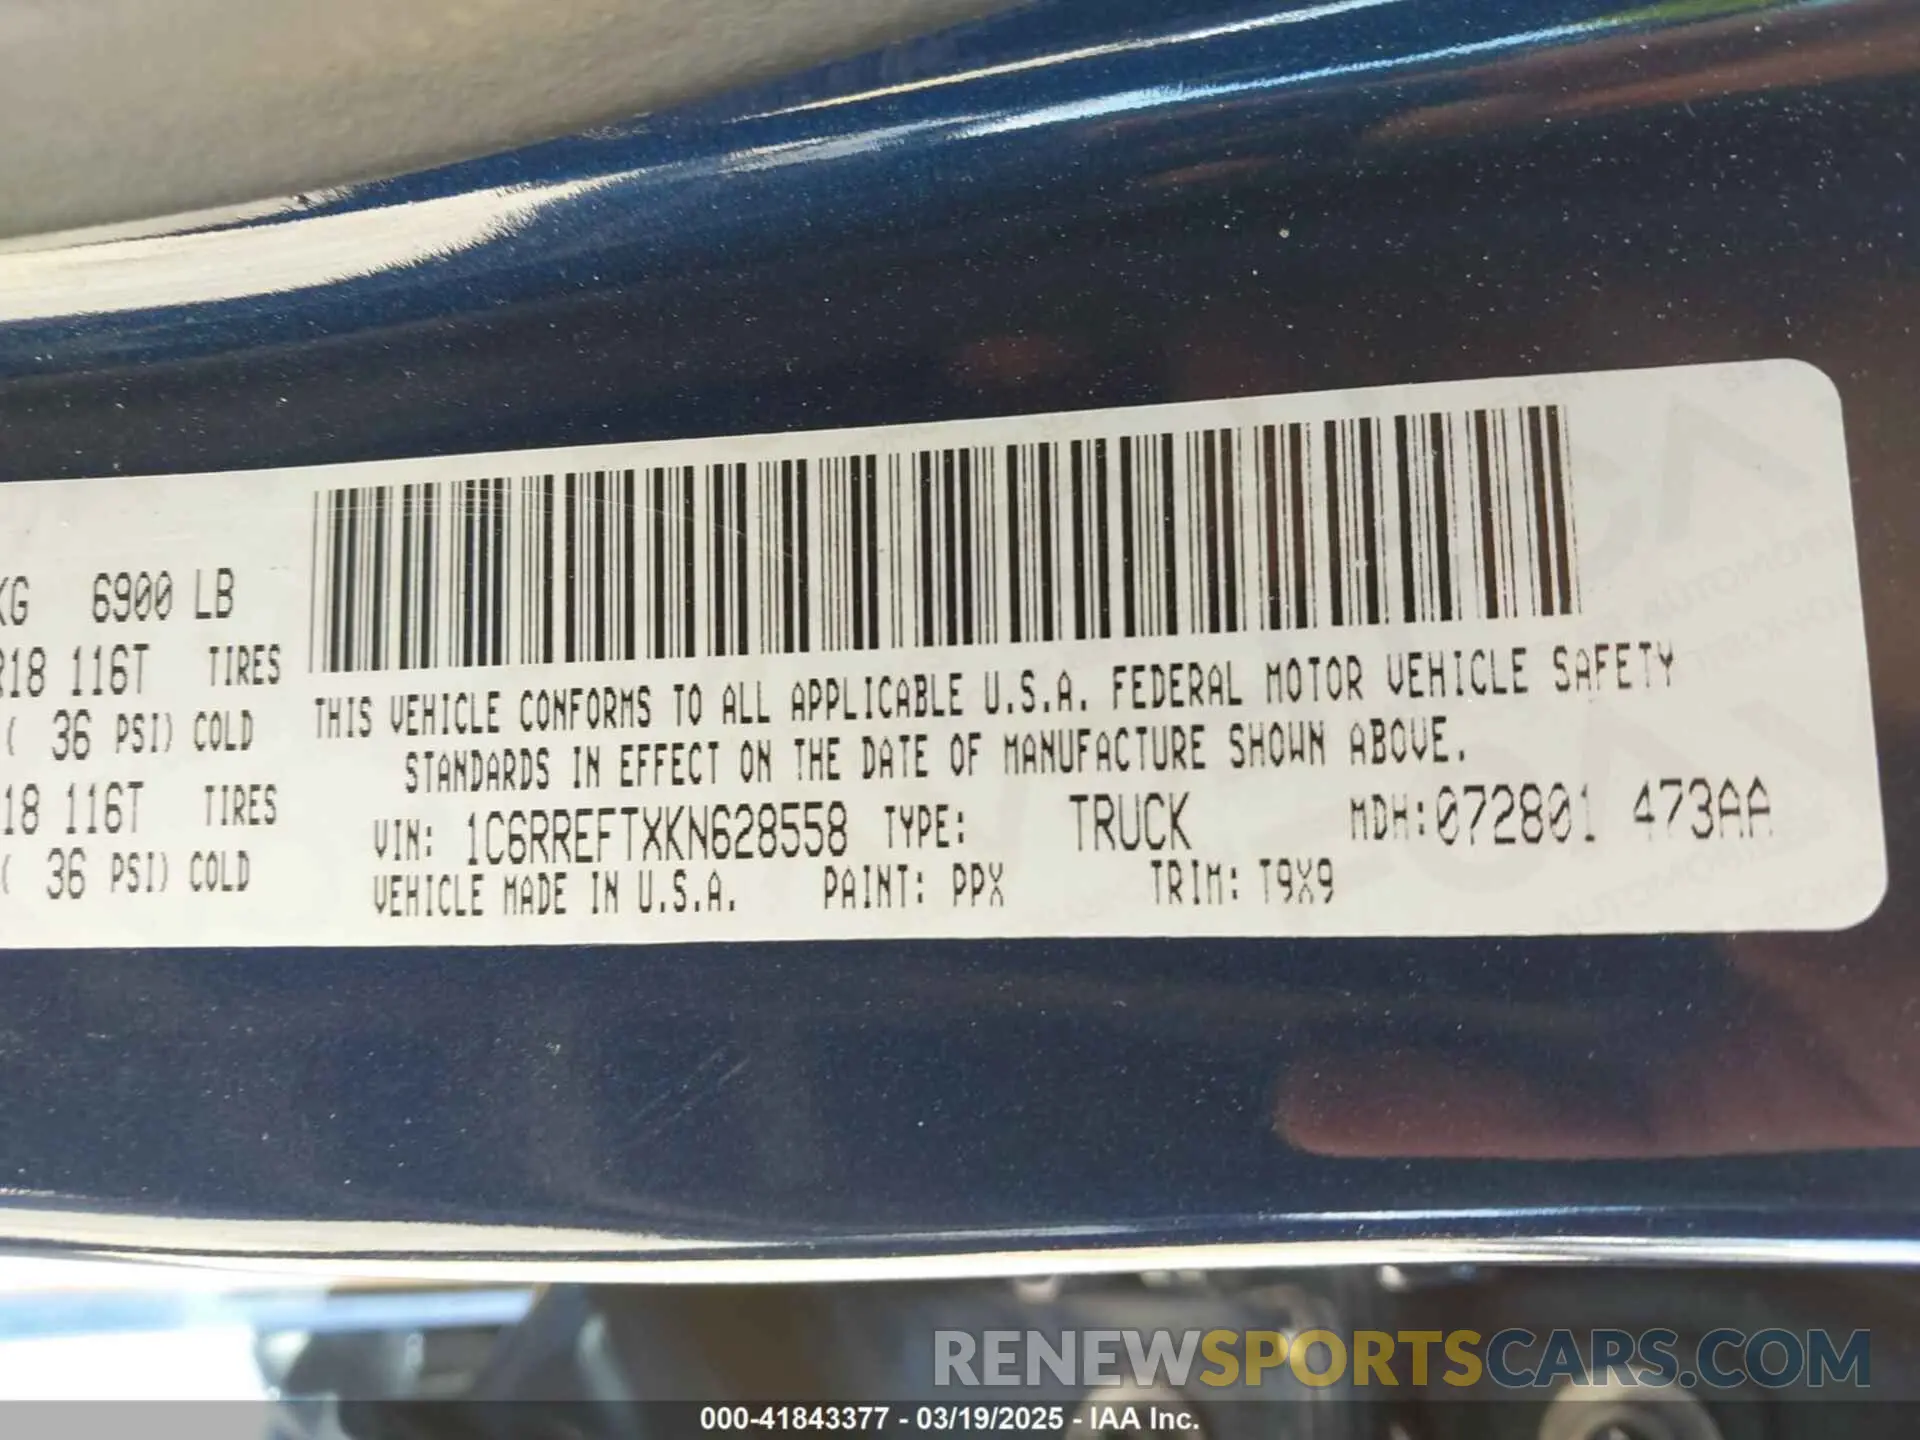 KG 6900 LB
R18 116T TIRES
( 36 PSI) COLD
18 116T TIRES
( 36 PSI) COLD
THIS VEHICLE CONFORMS TO ALL APPLICABLE U.S.A. FEDERAL MOTOR VEHICLE SAFETY
STANDARDS IN EFFECT ON THE DATE OF MANUFACTURE SHOWN ABOVE.
VIN: 1C6RREFTXKN628558 TYPE: TRUCK MDH:072801 473AA
VEHICLE MADE IN U.S.A. PAINT: PPX TRIM: T9X9
RENEWSPORTSCARS.COM
000-41843377 - 03/19/2025 - IAA Inc.